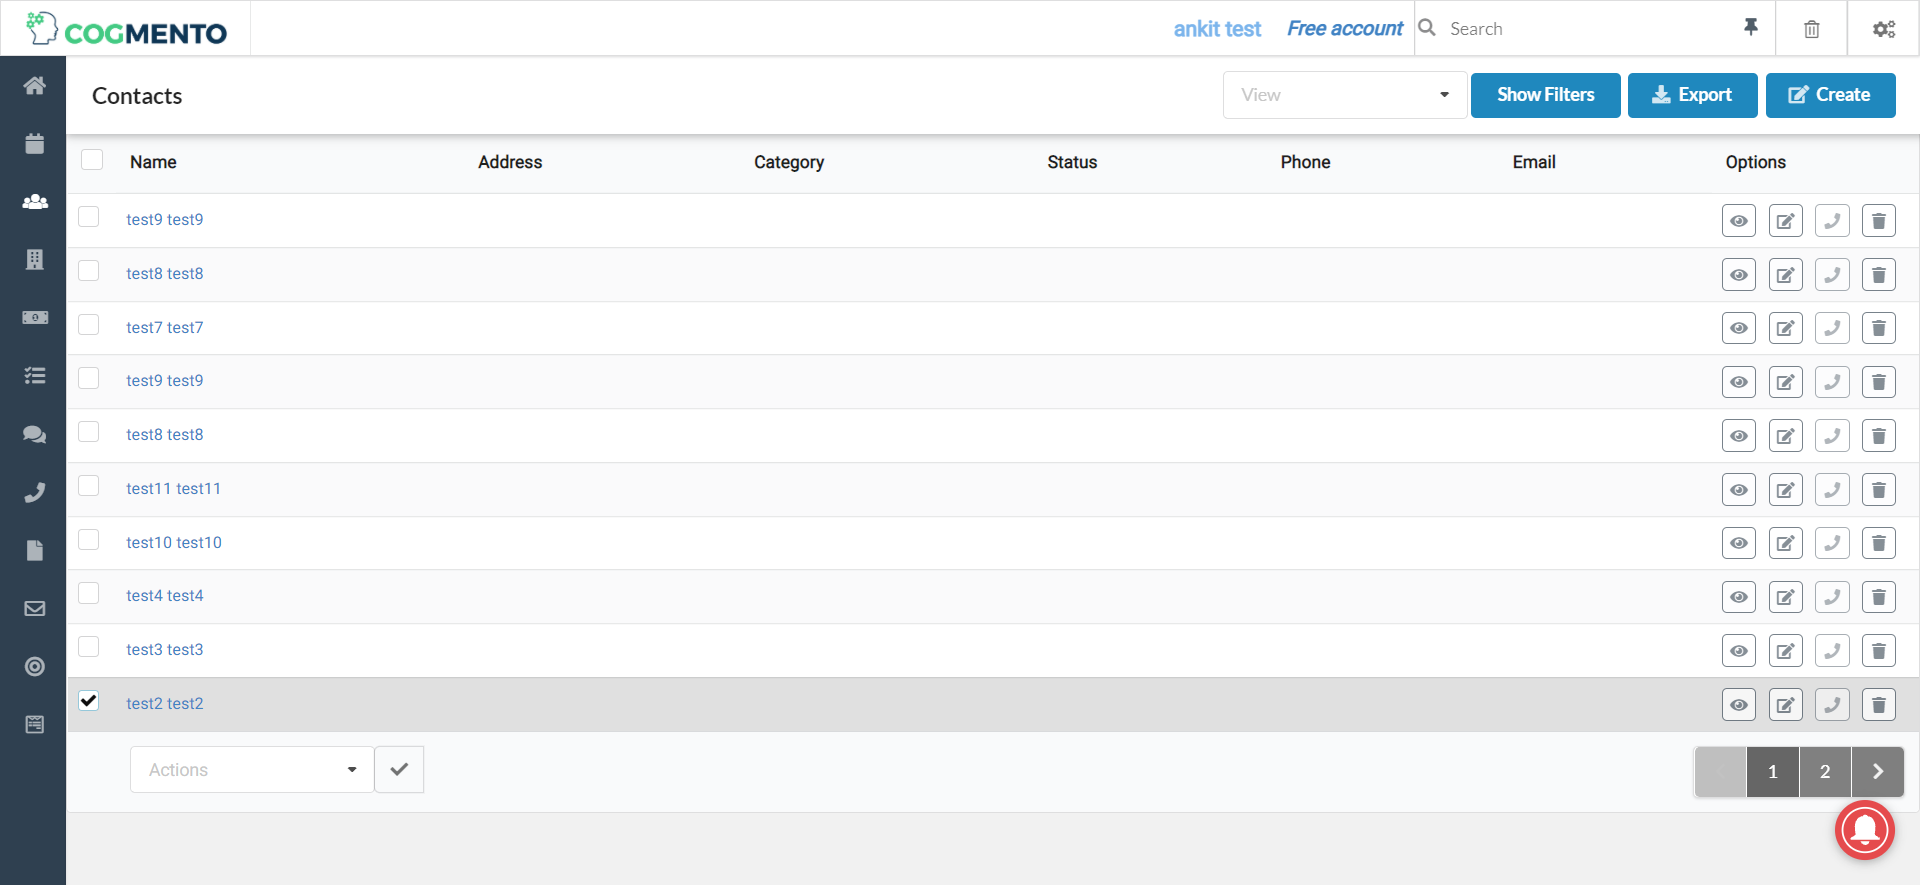 COGMENTO
ankit test Free account Search
Contacts
View Show Filters Export Create
Name Address Category Status Phone Email Options
test9 test9
test8 test8
test7 test7
test9 test9
test8 test8
test11 test11
test10 test10
test4 test4
test3 test3
test2 test2
Actions
1 2